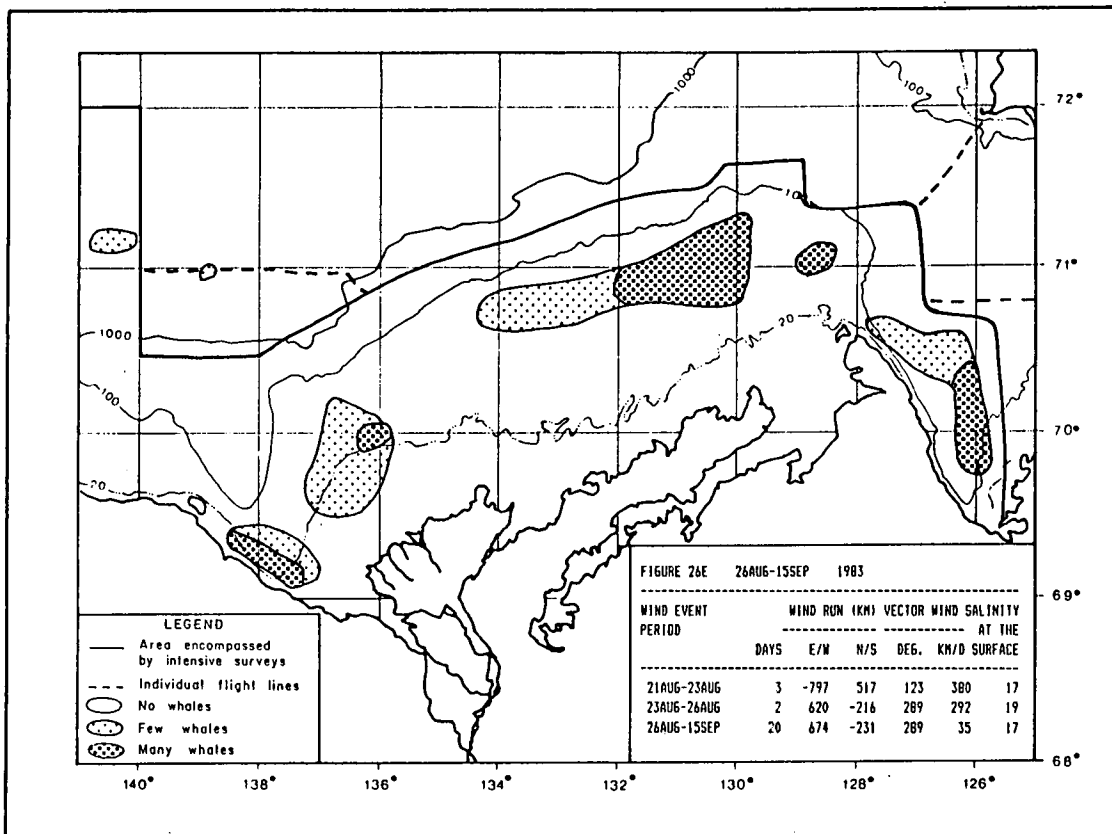 1000
100
72°
10
71°
1000
20
100
70°
20
FIGURE 26E 26AUG-15SEP 1983
WIND EVENT WIND RUN (KM) VECTOR WIND SALINITY
PERIOD AT THE
DAYS E/W N/S DEG. KM/D SURFACE
21AUG-23AUG 3 -797 517 123 380 17
23AUG-26AUG 2 620 -216 289 292 19
26AUG-15SEP 20 674 -231 289 35 17
69°
LEGEND
Area encompassed
by intensive surveys
Individual flight lines
No whales
Few whales
Many whales
68°
140° 138° 136° 134° 132° 130° 128° 126°